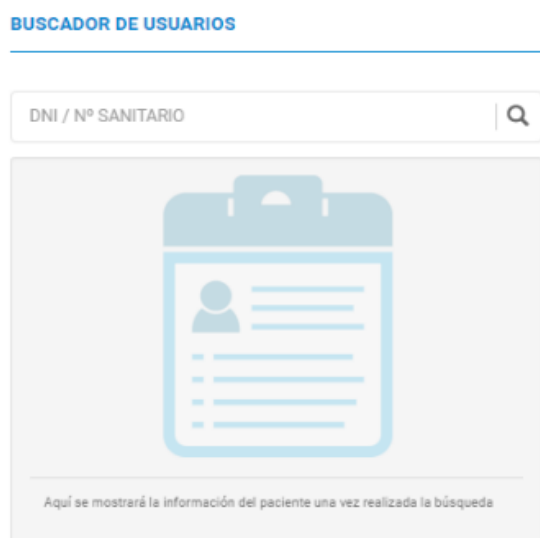 BUSCADOR DE USUARIOS
DNI / Nº SANITARIO
Aquí se mostrará la información del paciente una vez realizada la búsqueda